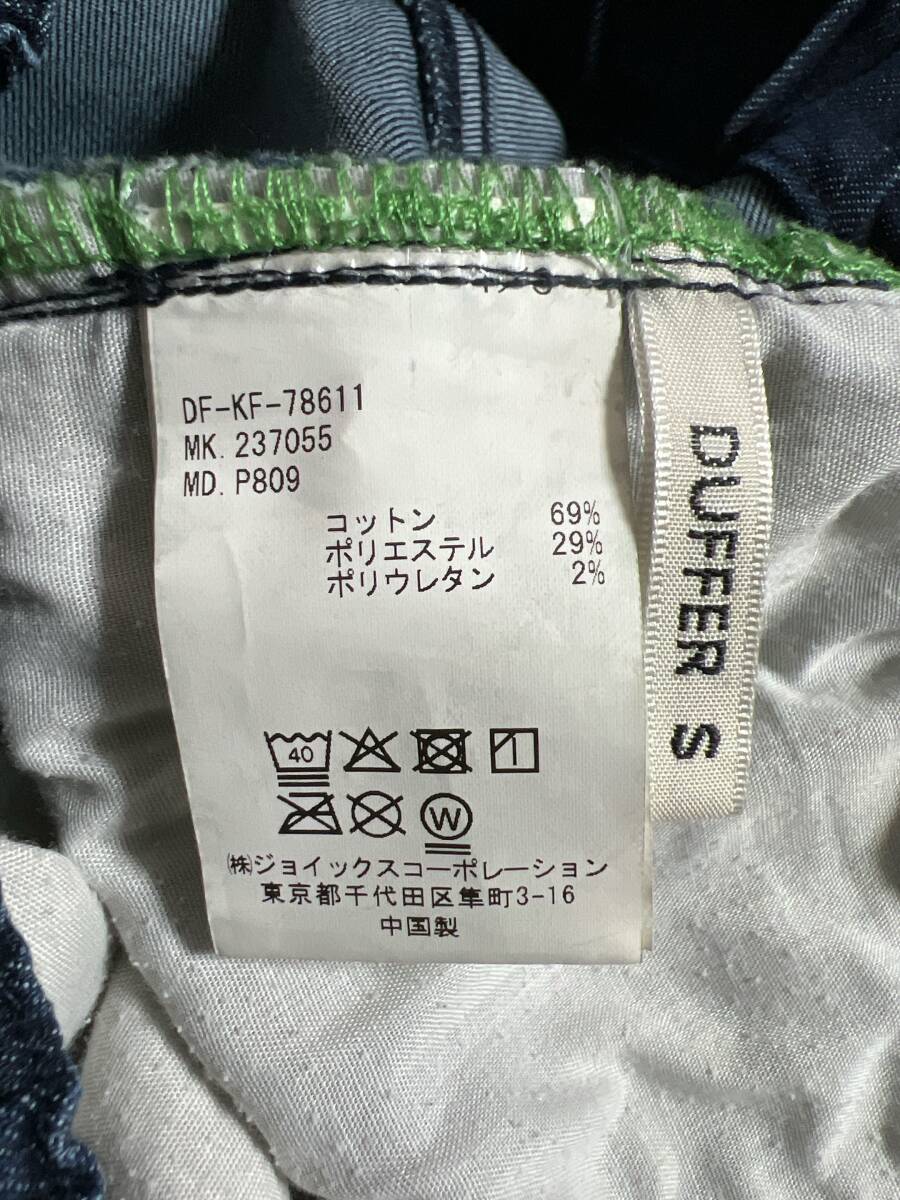 DF-KF-78611
MK. 237055
MD. P809
コットン 69%
ポリエステル 29%
ポリウレタン 2%
40
1
W
㈱ジョイックスコーポレーション
東京都千代田区隼町3-16
中国製
DUFFER S